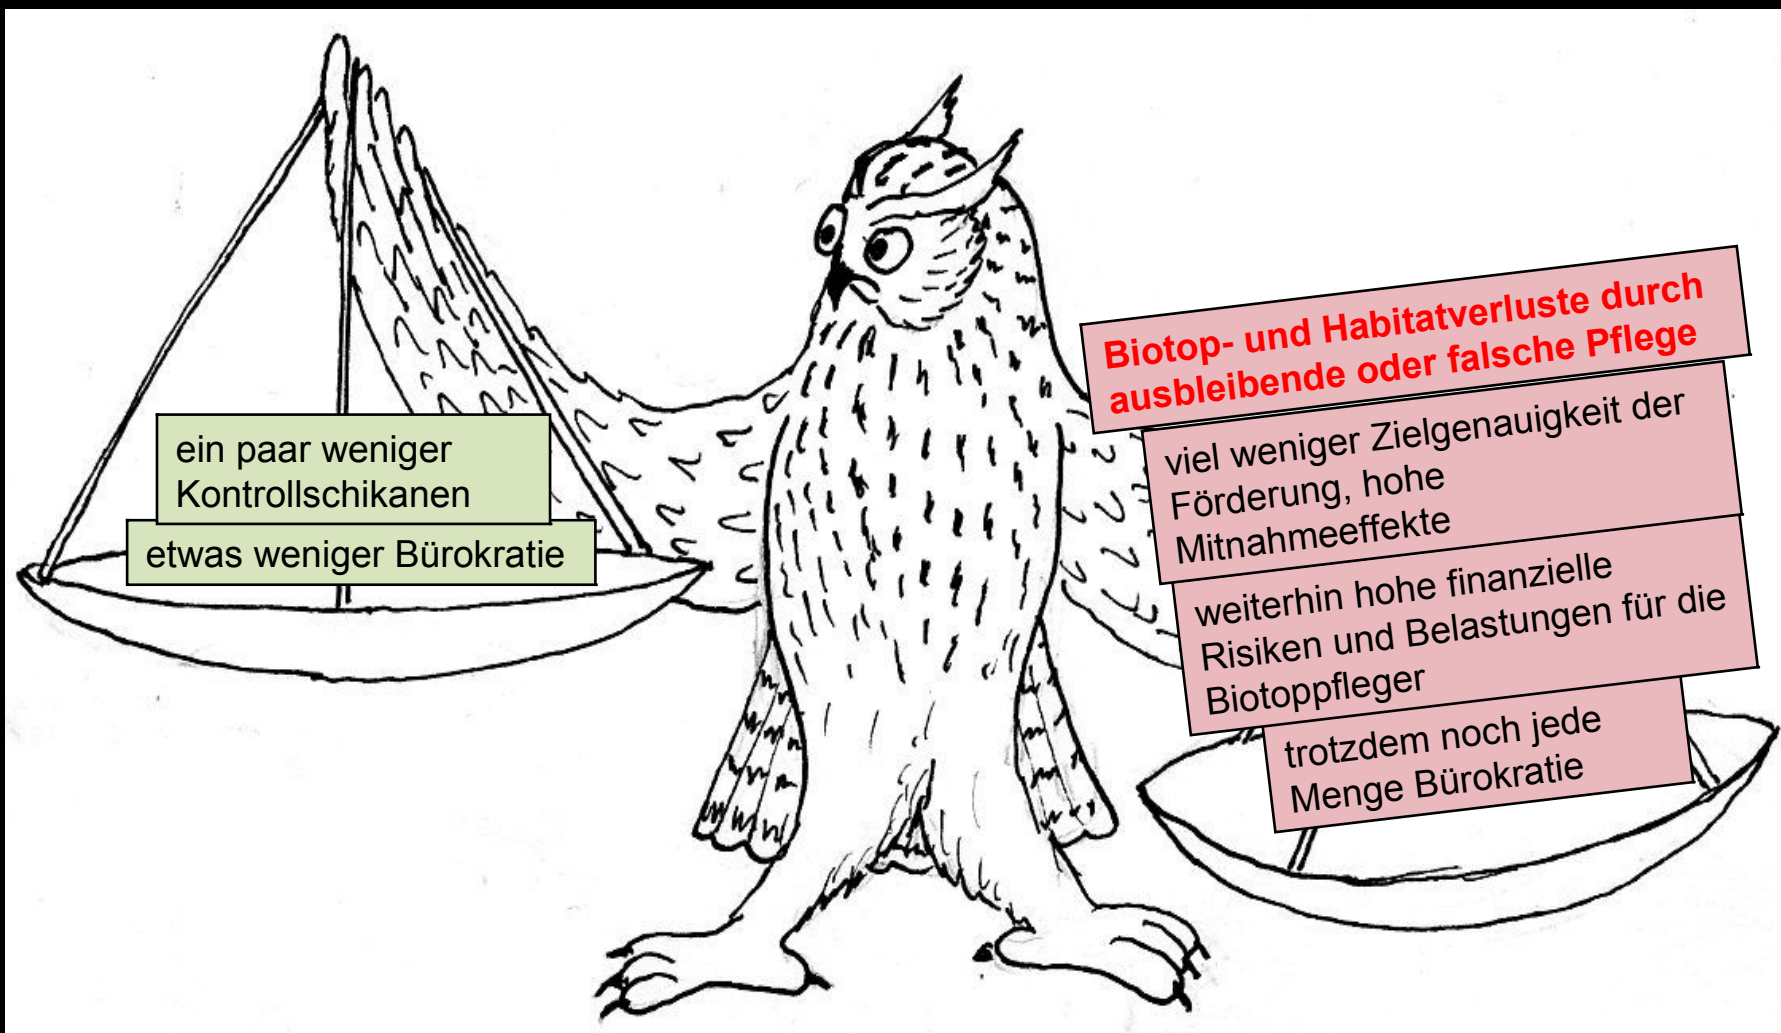 ein paar weniger
Kontrollschikanen
etwas weniger Bürokratie
Biotop- und Habitatverluste durch
ausbleibende oder falsche Pflege
viel weniger Zielgenauigkeit der
Förderung, hohe
Mitnahmeeffekte
weiterhin hohe finanzielle
Risiken und Belastungen für die
Biotoppfleger
trotzdem noch jede
Menge Bürokratie